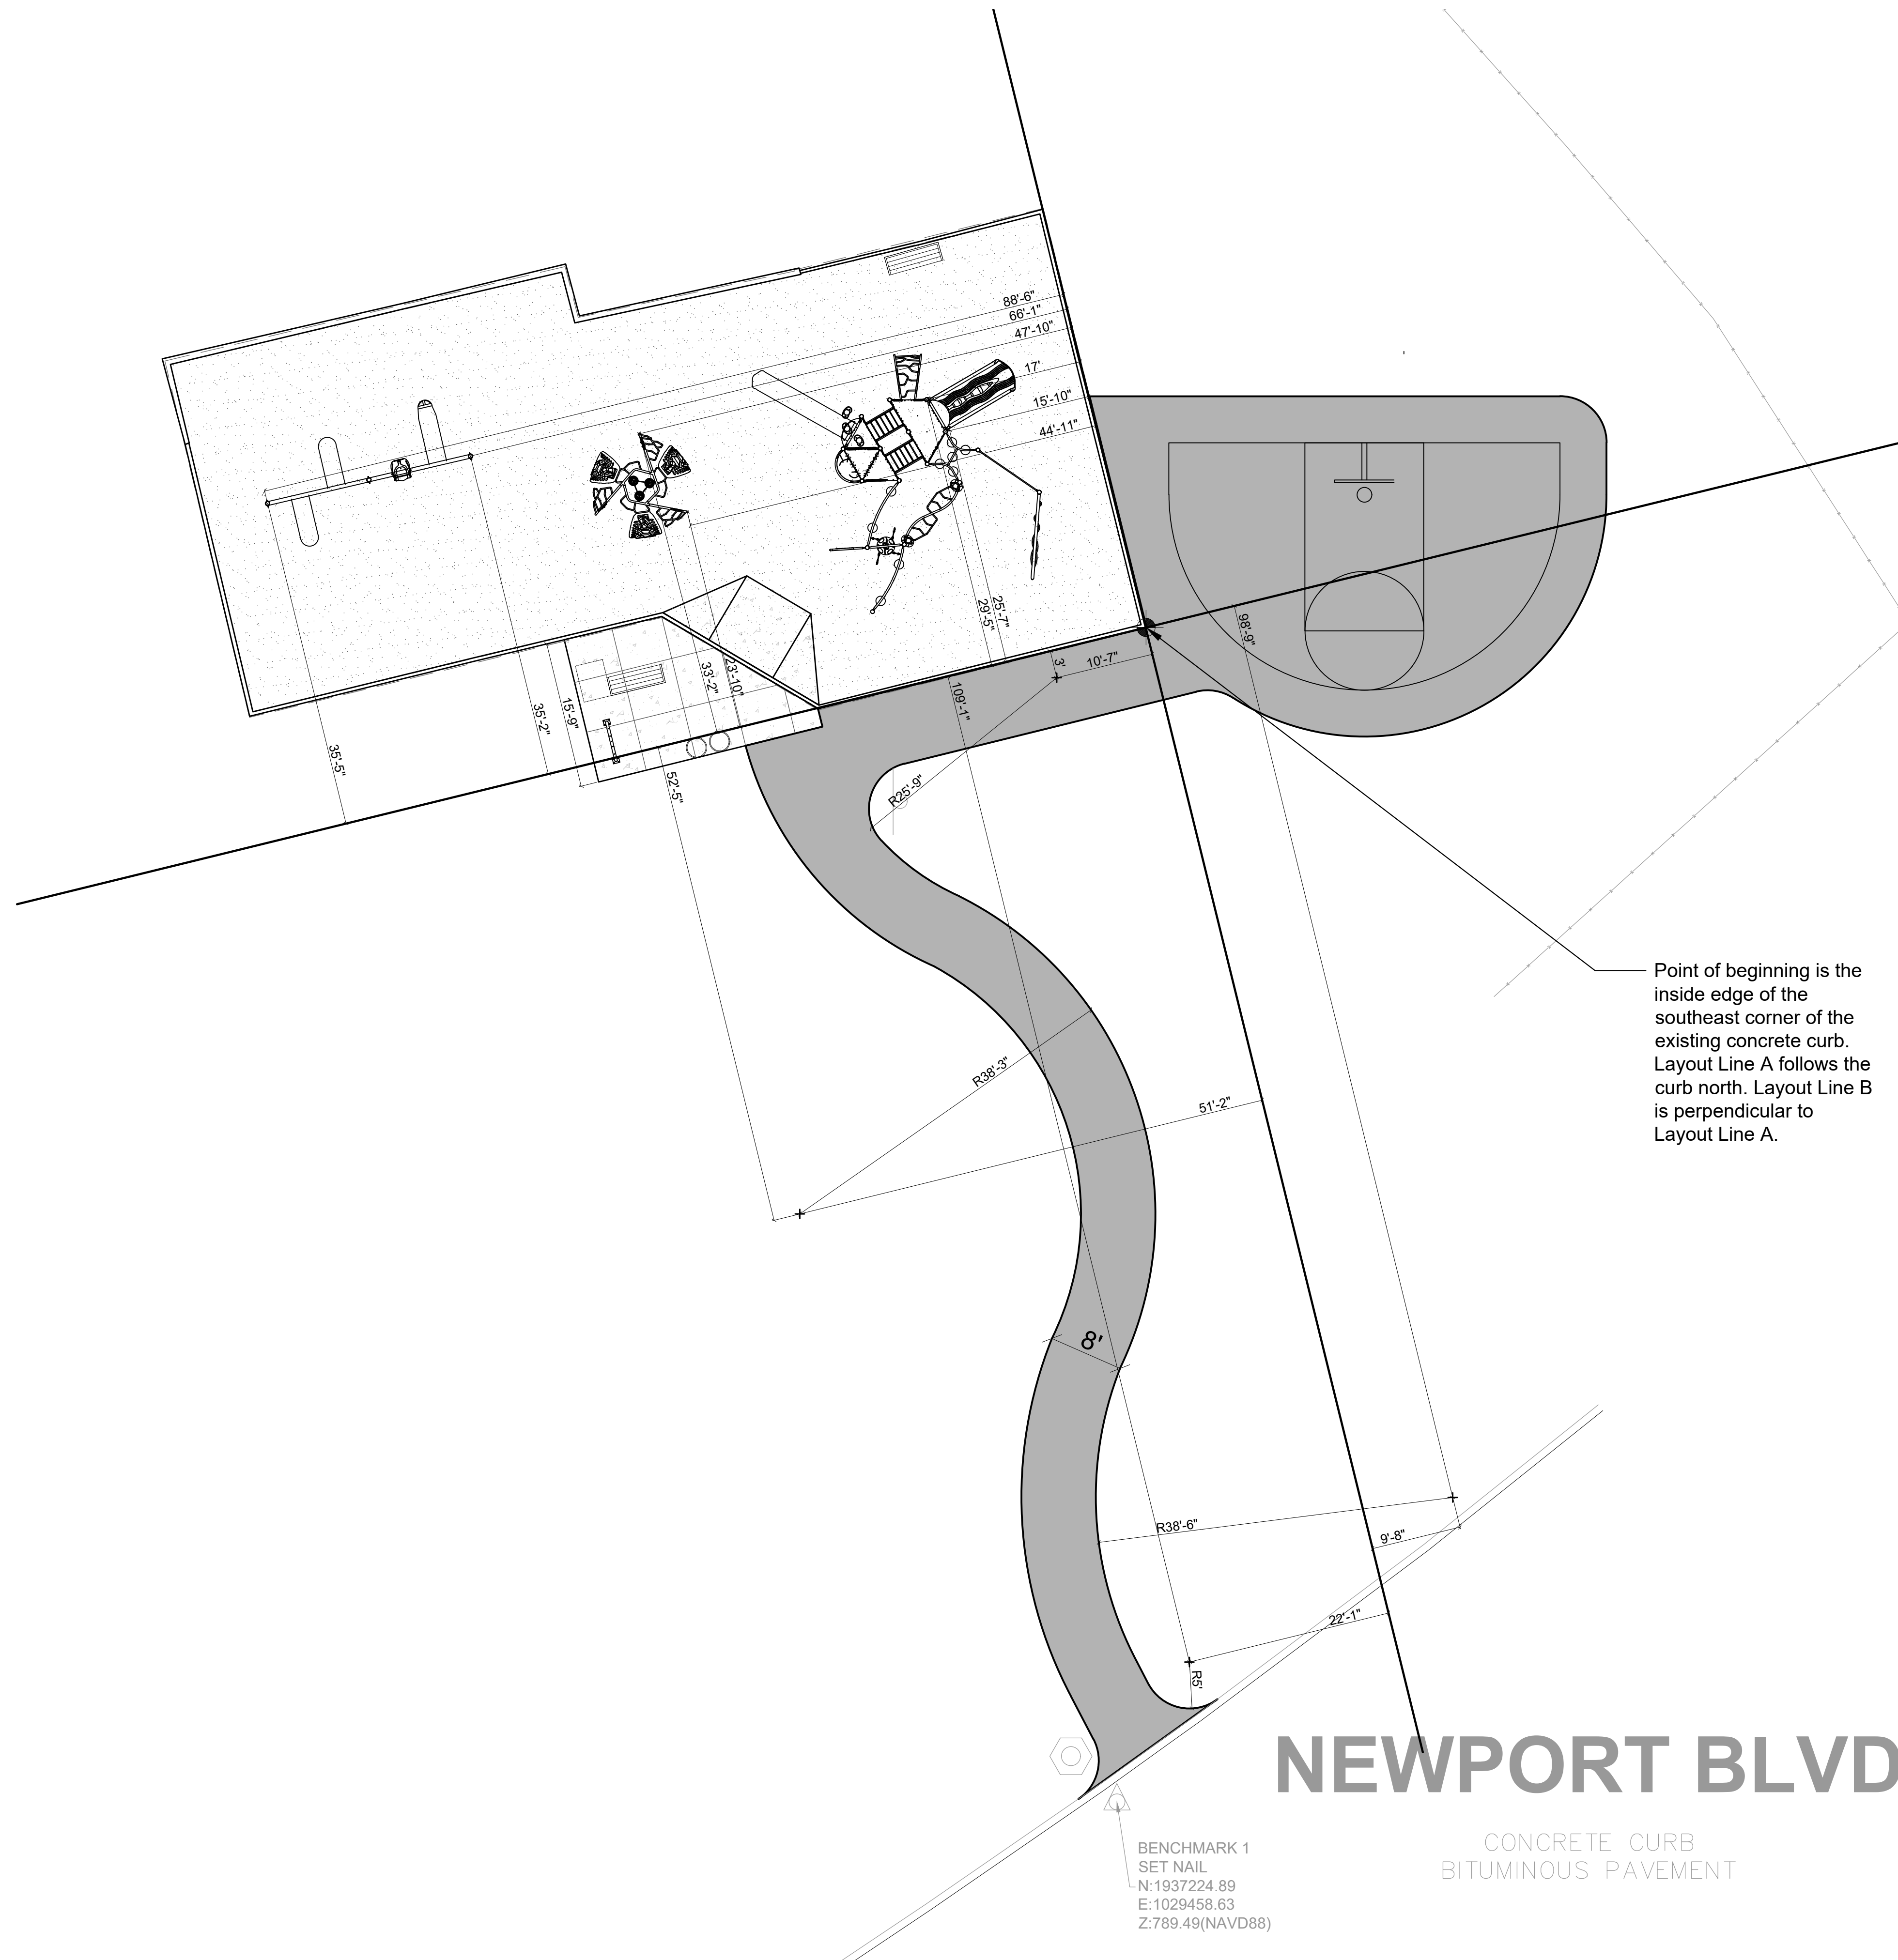 88'-6"
66'-1"
47'-10"
17'
15'-10"
44'-11"
25'-7"
29'-5"
98'-9"
3'
10'-7"
23'-10"
33'-2"
109'-1"
15'-9"
35'-2"
35'-5"
52'-5"
R25'-9"
Point of beginning is the
inside edge of the
southeast corner of the
existing concrete curb.
Layout Line A follows the
curb north. Layout Line B
is perpendicular to
Layout Line A.
R38'-3"
51'-2"
8'
R38'-6"
9'-8"
22'-1"
R5'
NEWPORT BLVD
CONCRETE CURB
BITUMINOUS PAVEMENT
BENCHMARK 1
SET NAIL
N:1937224.89
E:1029458.63
Z:789.49(NAVD88)